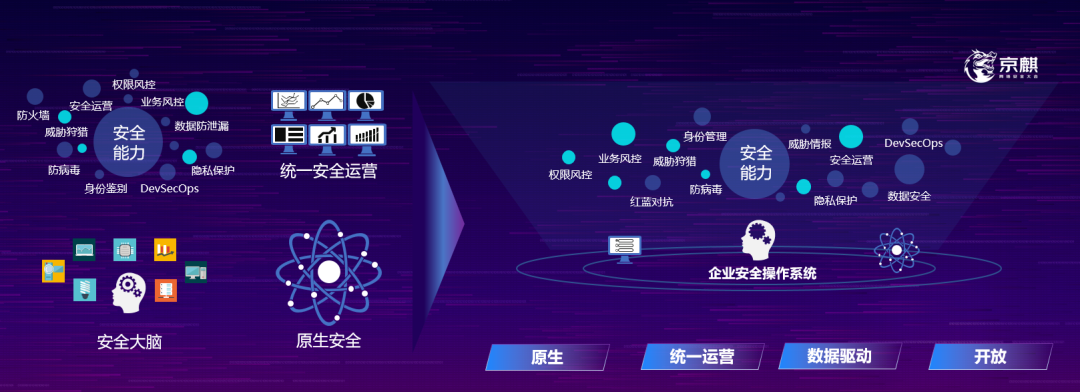 京麒
网络安全大会
权限风控
安全运营
业务风控
防火墙
威胁狩猎
安全
能力
数据防泄漏
防病毒
隐私保护
身份鉴别
DevSecOps
统一安全运营
安全大脑
原生安全
身份管理
威胁情报
DevSecOps
业务风控
威胁狩猎
安全
能力
安全运营
权限风控
防病毒
红蓝对抗
隐私保护
数据安全
企业安全操作系统
原生
统一运营
数据驱动
开放